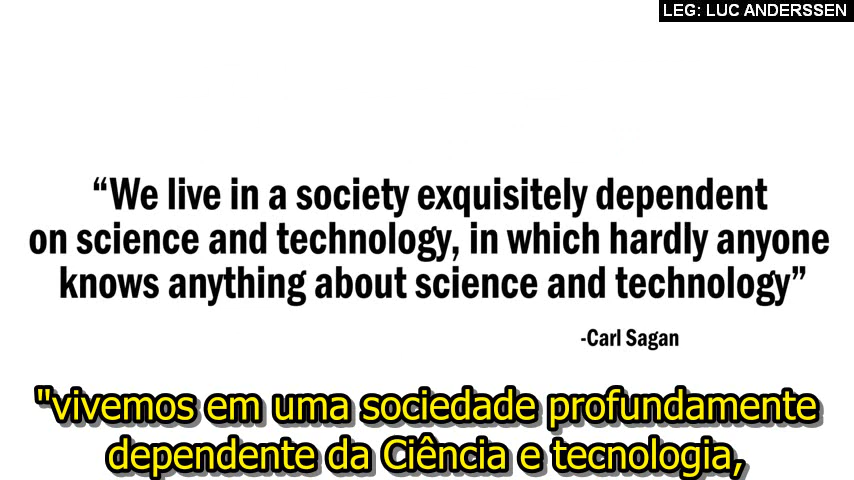 LEG: LUC ANDERSSEN
“We live in a society exquisitely dependent
on science and technology, in which hardly anyone
knows anything about science and technology”
-Carl Sagan
"vivemos em uma sociedade profundamente
dependente da Ciência e tecnologia,